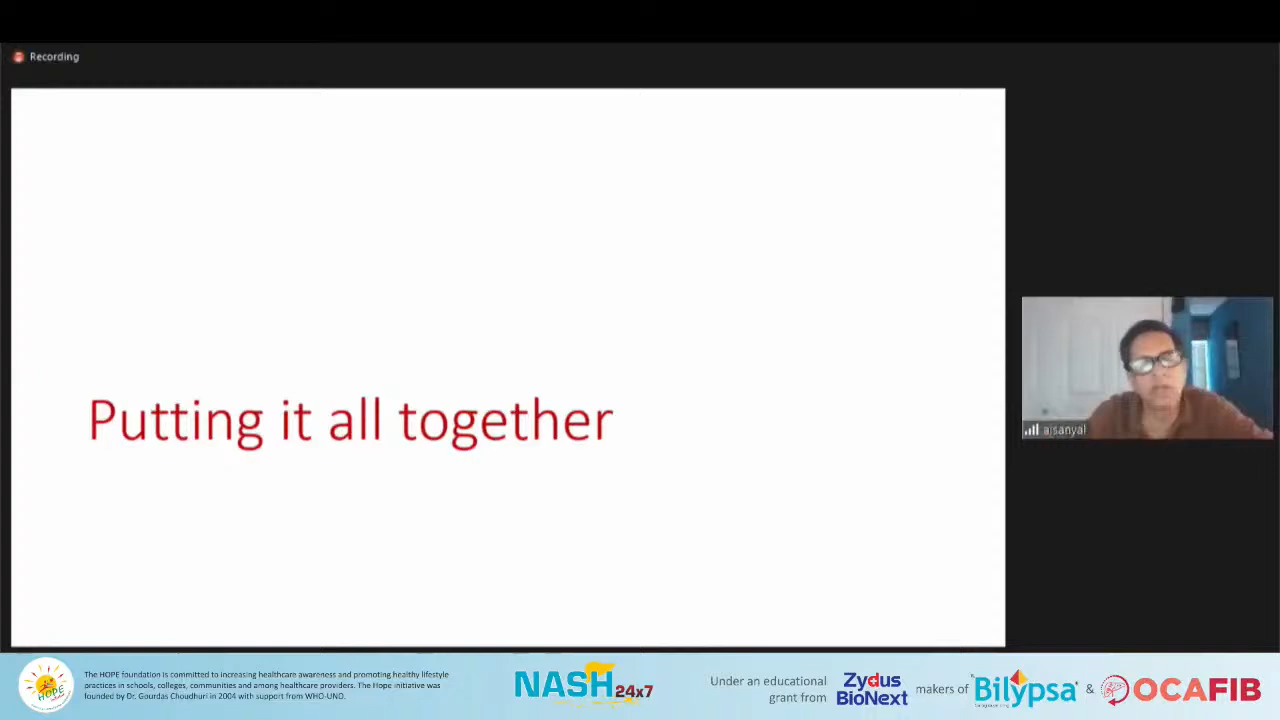 Recording
Putting it all together
ajsanyal
HOPE
The HOPE foundation is committed to increasing healthcare awareness and promoting healthy lifestyle
practices in schools, colleges, communities and among healthcare providers. The Hope initiative was
founded by Dr. Gourdas Choudhuri in 2004 with support from WHO-UNO.
NASH 24x7
Under an educational
grant from
Zydus
BioNext
makers of
Bilypsa
&
OCAFIB